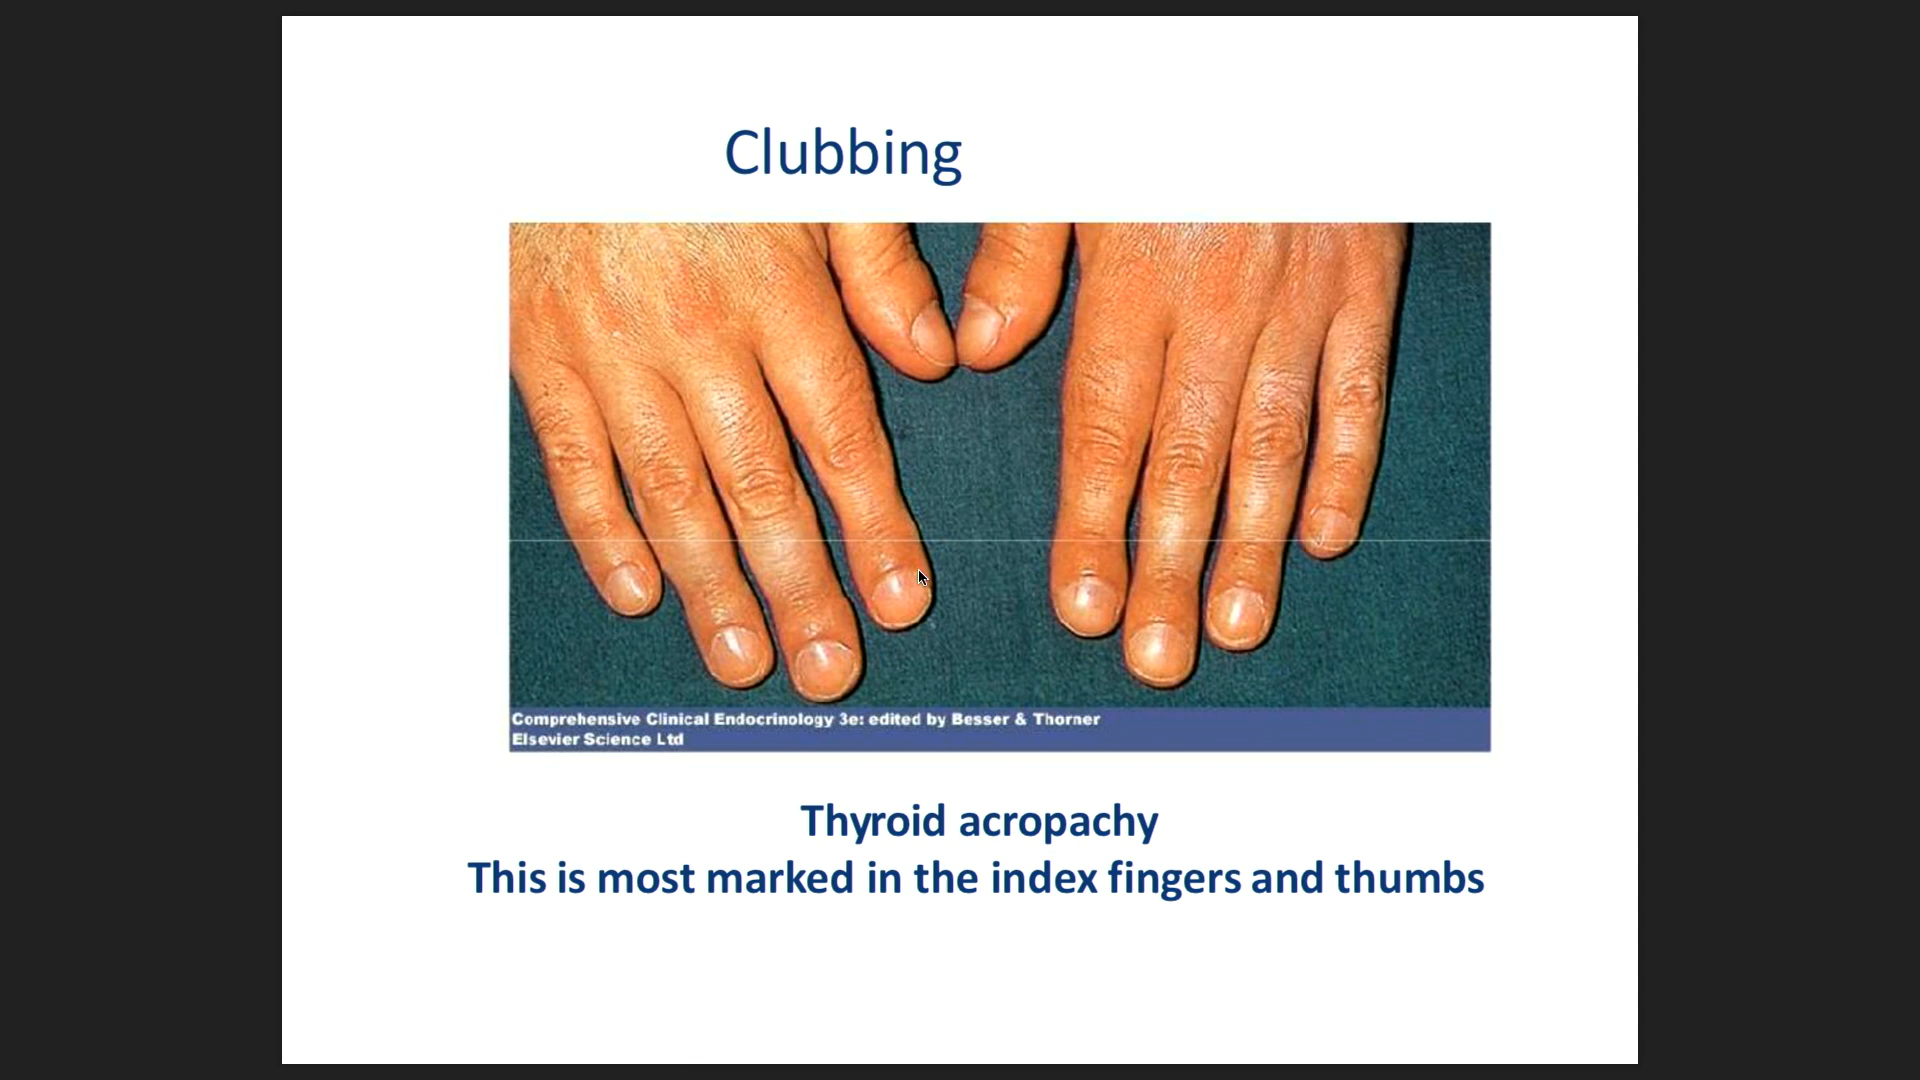 Clubbing
Comprehensive Clinical Endocrinology 3e: edited by Besser & Thorner
Elsevier Science Ltd
Thyroid acropachy
This is most marked in the index fingers and thumbs